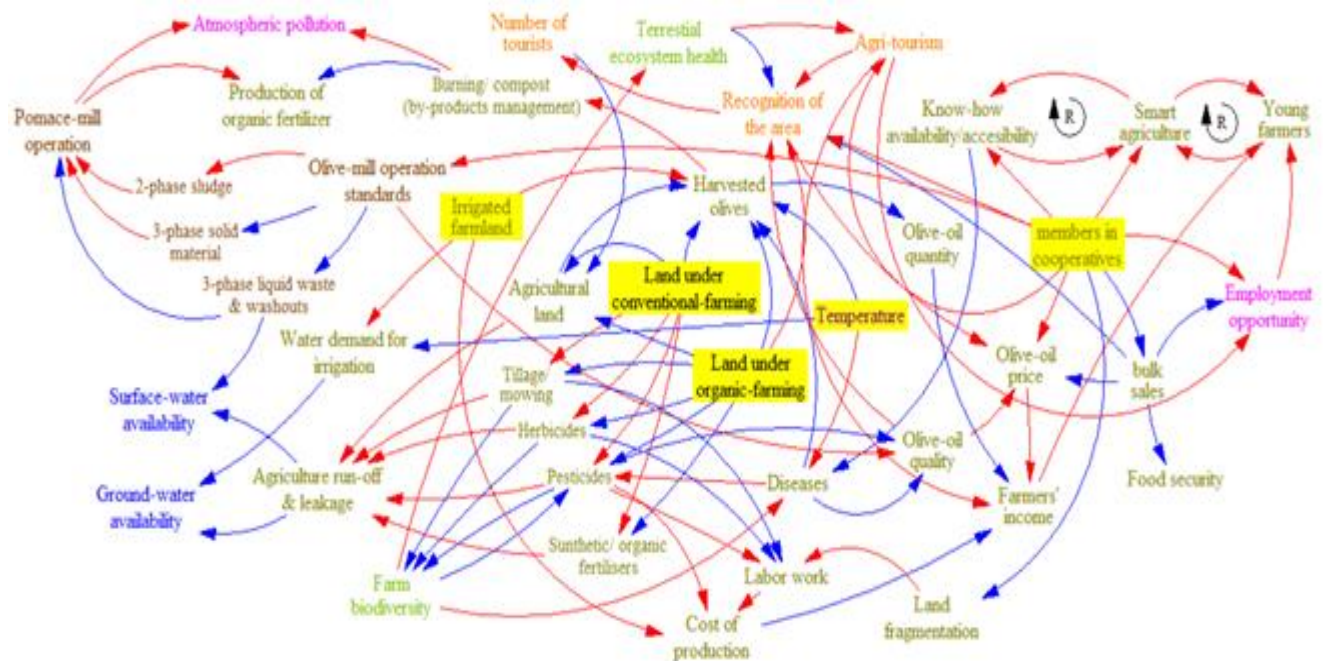 Atmospheric pollution
Number of
tourists
Terrestial
ecosystem health
Agri-tourism
Production of
organic fertilizer
Burning/ compost
(by-products management)
Recognition of
the area
Know-how
availability/accesibility
R
Smart
agriculture
R
Young
farmers
Pomace-mill
operation
2-phase sludge
Olive-mill operation
standards
Harvested
olives
Irrigated
farmland
3-phase solid
material
Olive-oil
quantity
members in
cooperatives
3-phase liquid waste
& washouts
Agricultural
land
Land under
conventional-farming
Temperature
Employment
opportunity
Water demand for
irrigation
Land under
organic-farming
Olive-oil
price
bulk
sales
Surface-water
availability
Tillage/
mowing
Herbicides
Olive-oil
quality
Agriculture run-off
& leakage
Pesticides
Diseases
Farmers'
income
Food security
Ground-water
availability
Sunthetic/ organic
fertilisers
Labor work
Farm
biodiversity
Land
fragmentation
Cost of
production